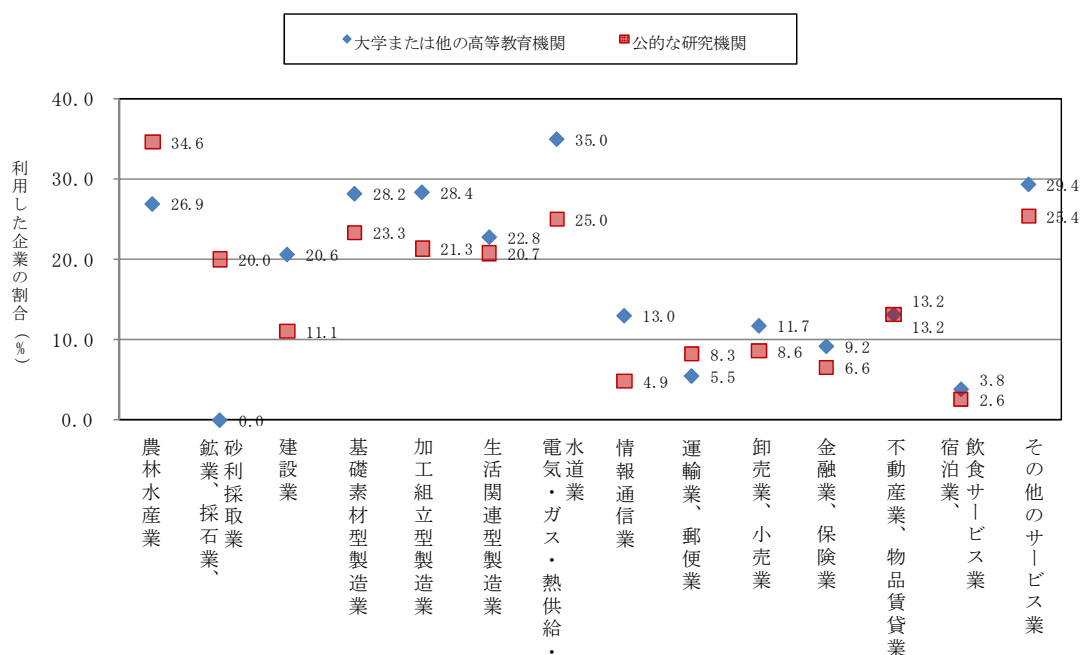 大学または他の高等教育機関 公的な研究機関
利用した企業の割合(%)
40.0
30.0
20.0
10.0
0.0
34.6
26.9
20.0
0.0
20.6
11.1
28.2
23.3
28.4
21.3
22.8
20.7
35.0
25.0
13.0
4.9
8.3
5.5
11.7
8.6
9.2
6.6
13.2
13.2
3.8
2.6
29.4
25.4
農林水産業
鉱業、採石業、
砂利採取業
建設業
基礎素材型製造業
加工組立型製造業
生活関連型製造業
電気・ガス・熱供給・
水道業
情報通信業
運輸業、郵便業
卸売業、小売業
金融業、保険業
不動産業、物品賃貸業
宿泊業、
飲食サービス業
その他のサービス業